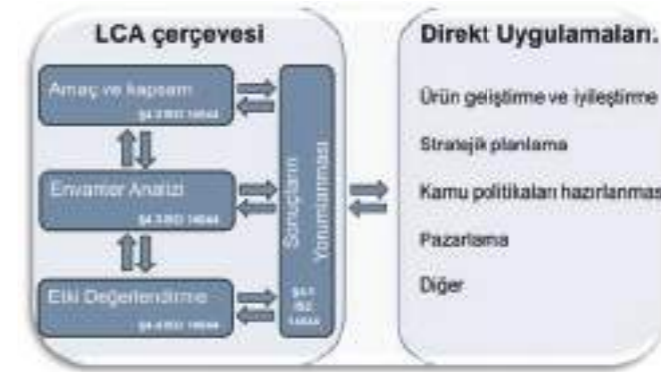 LCA çerçevesi
Amaç ve kapsam
Envanter Analizi
Etki Değerlendirme
Sonuçların
Yorumlanması
Direkt Uygulamaları.
Ürün geliştirme ve iyileştirme
Stratejik planlama
Kamu politikaları hazırlanmas
Pazarlama
Diğer